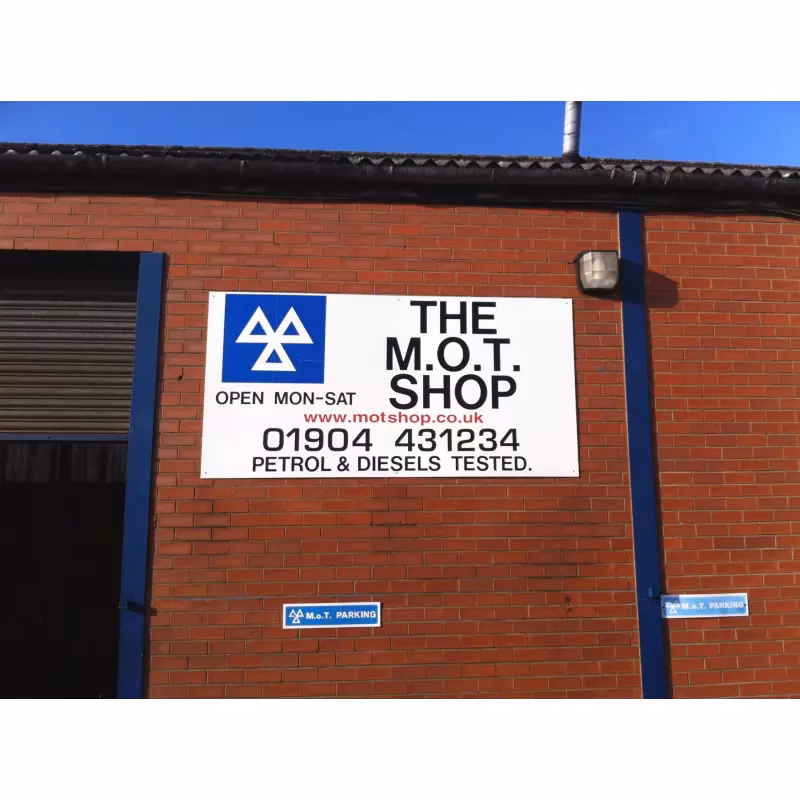 THE
M.O.T.
SHOP
OPEN MON-SAT
www.motshop.co.uk
01904 431234
PETROL & DIESELS TESTED.
M.o.T. PARKING
M.o.T. PARKING